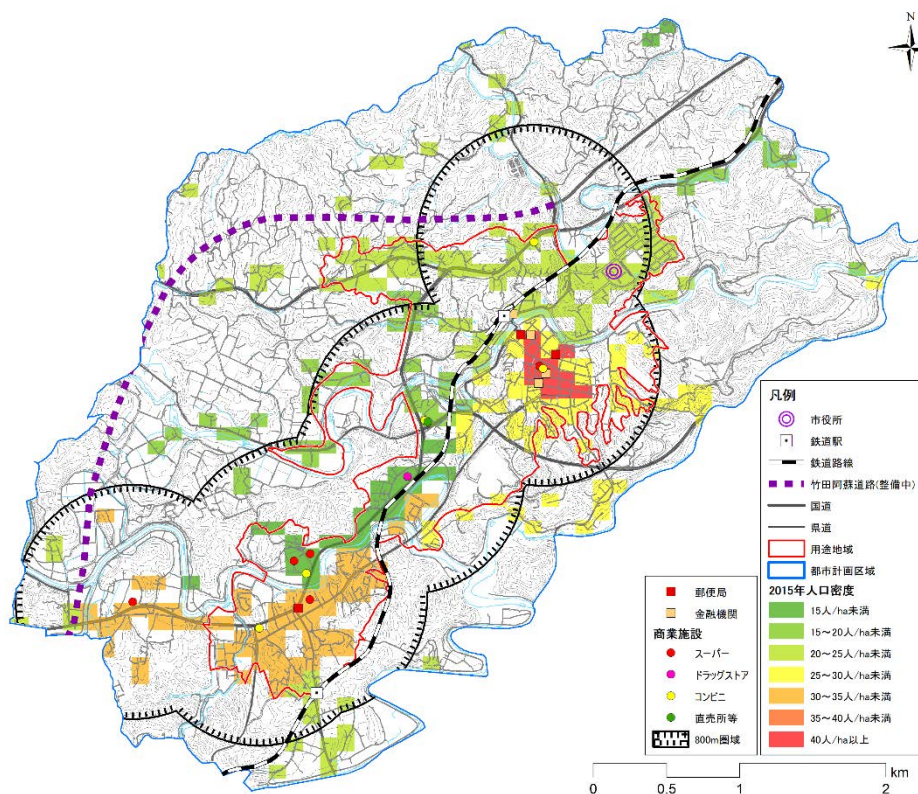 N
凡例
市役所
鉄道駅
鉄道路線
竹田阿蘇道路(整備中)
国道
県道
用途地域
都市計画区域
2015年人口密度
15人/ha未満
15～20人/ha未満
20～25人/ha未満
25～30人/ha未満
30～35人/ha未満
35～40人/ha未満
40人/ha以上
郵便局
金融機関
商業施設
スーパー
ドラッグストア
コンビニ
直売所等
800m圏域
km
0 0.5 1 2